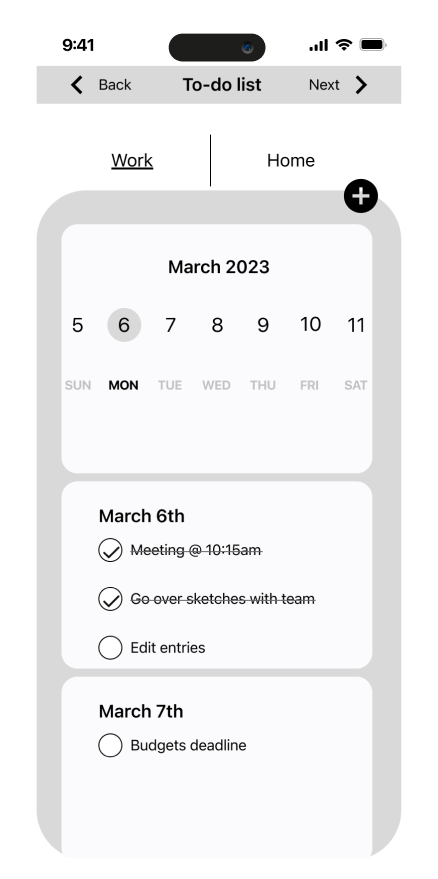 9:41
Back To-do list Next
Work Home
March 2023
5 6 7 8 9 10 11
SUN MON TUE WED THU FRI SAT
March 6th
Meeting @ 10:15am
Go over sketches with team
Edit entries
March 7th
Budgets deadline